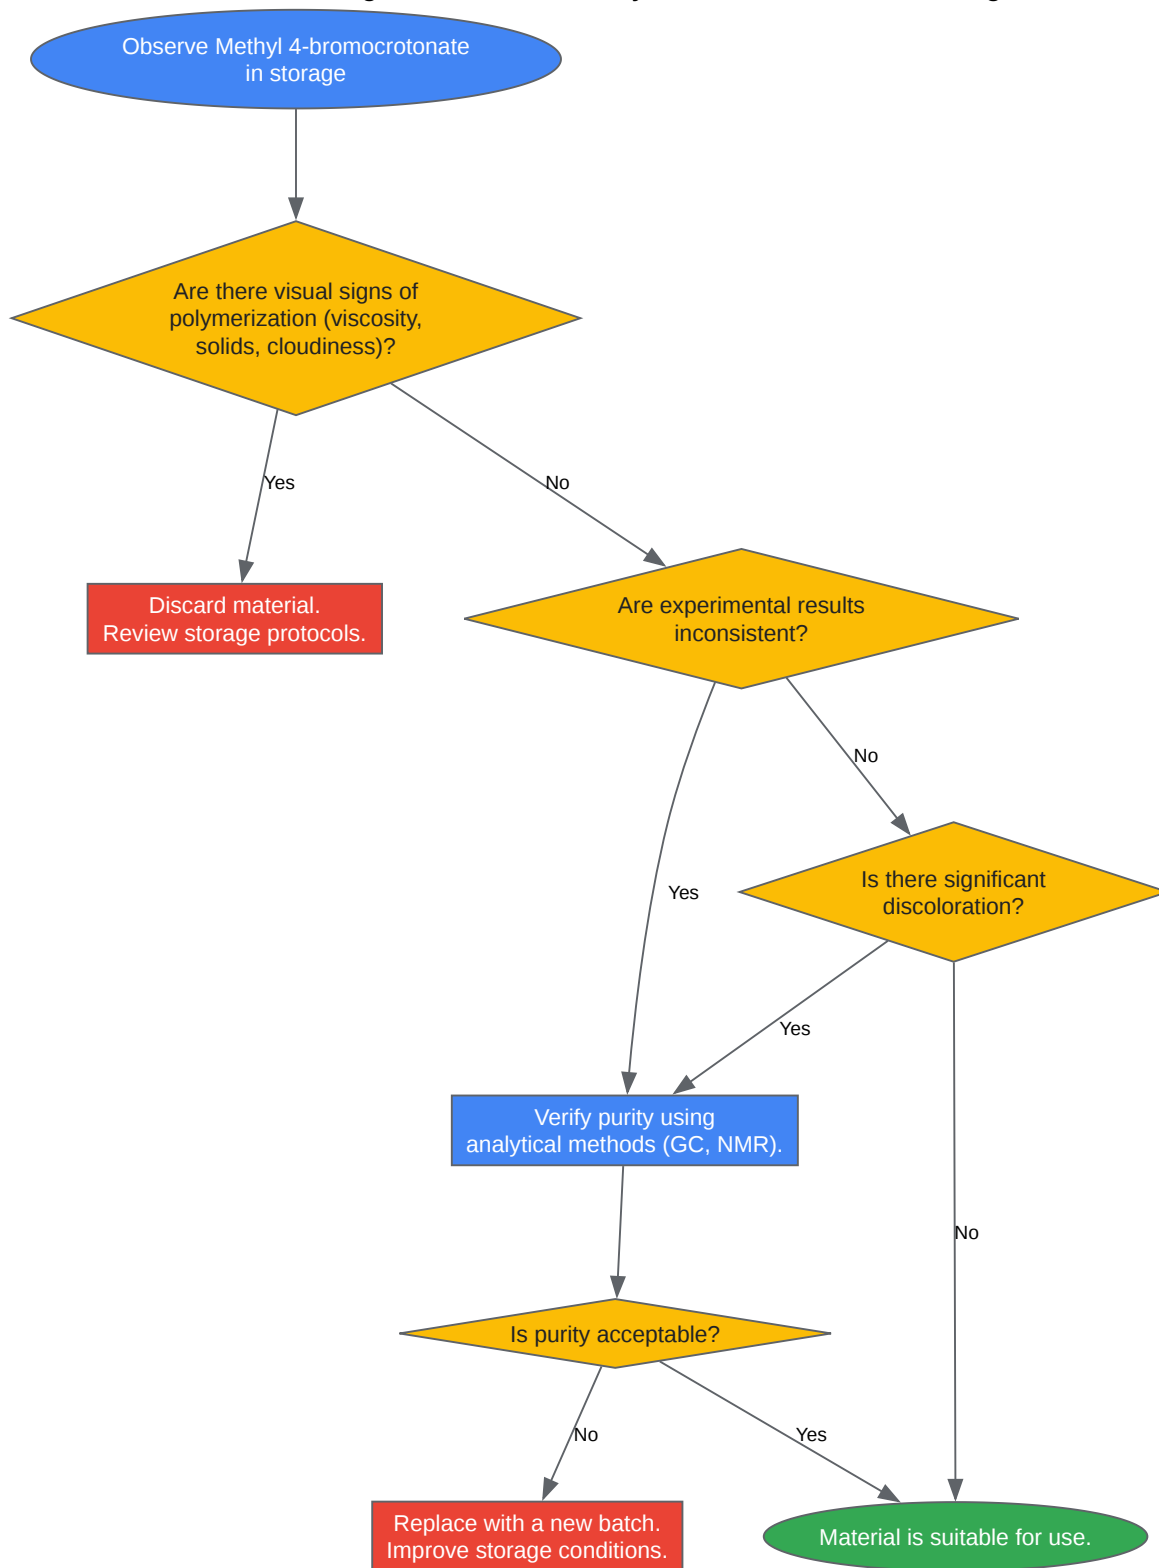 Observe Methyl 4-bromocrotonate
in storage
Are there visual signs of
polymerization (viscosity,
solids, cloudiness)?
Yes
No
Discard material.
Review storage protocols.
Are experimental results
inconsistent?
No
Yes
Is there significant
discoloration?
Yes
Verify purity using
analytical methods (GC, NMR).
No
Is purity acceptable?
No
Yes
Replace with a new batch.
Improve storage conditions.
Material is suitable for use.